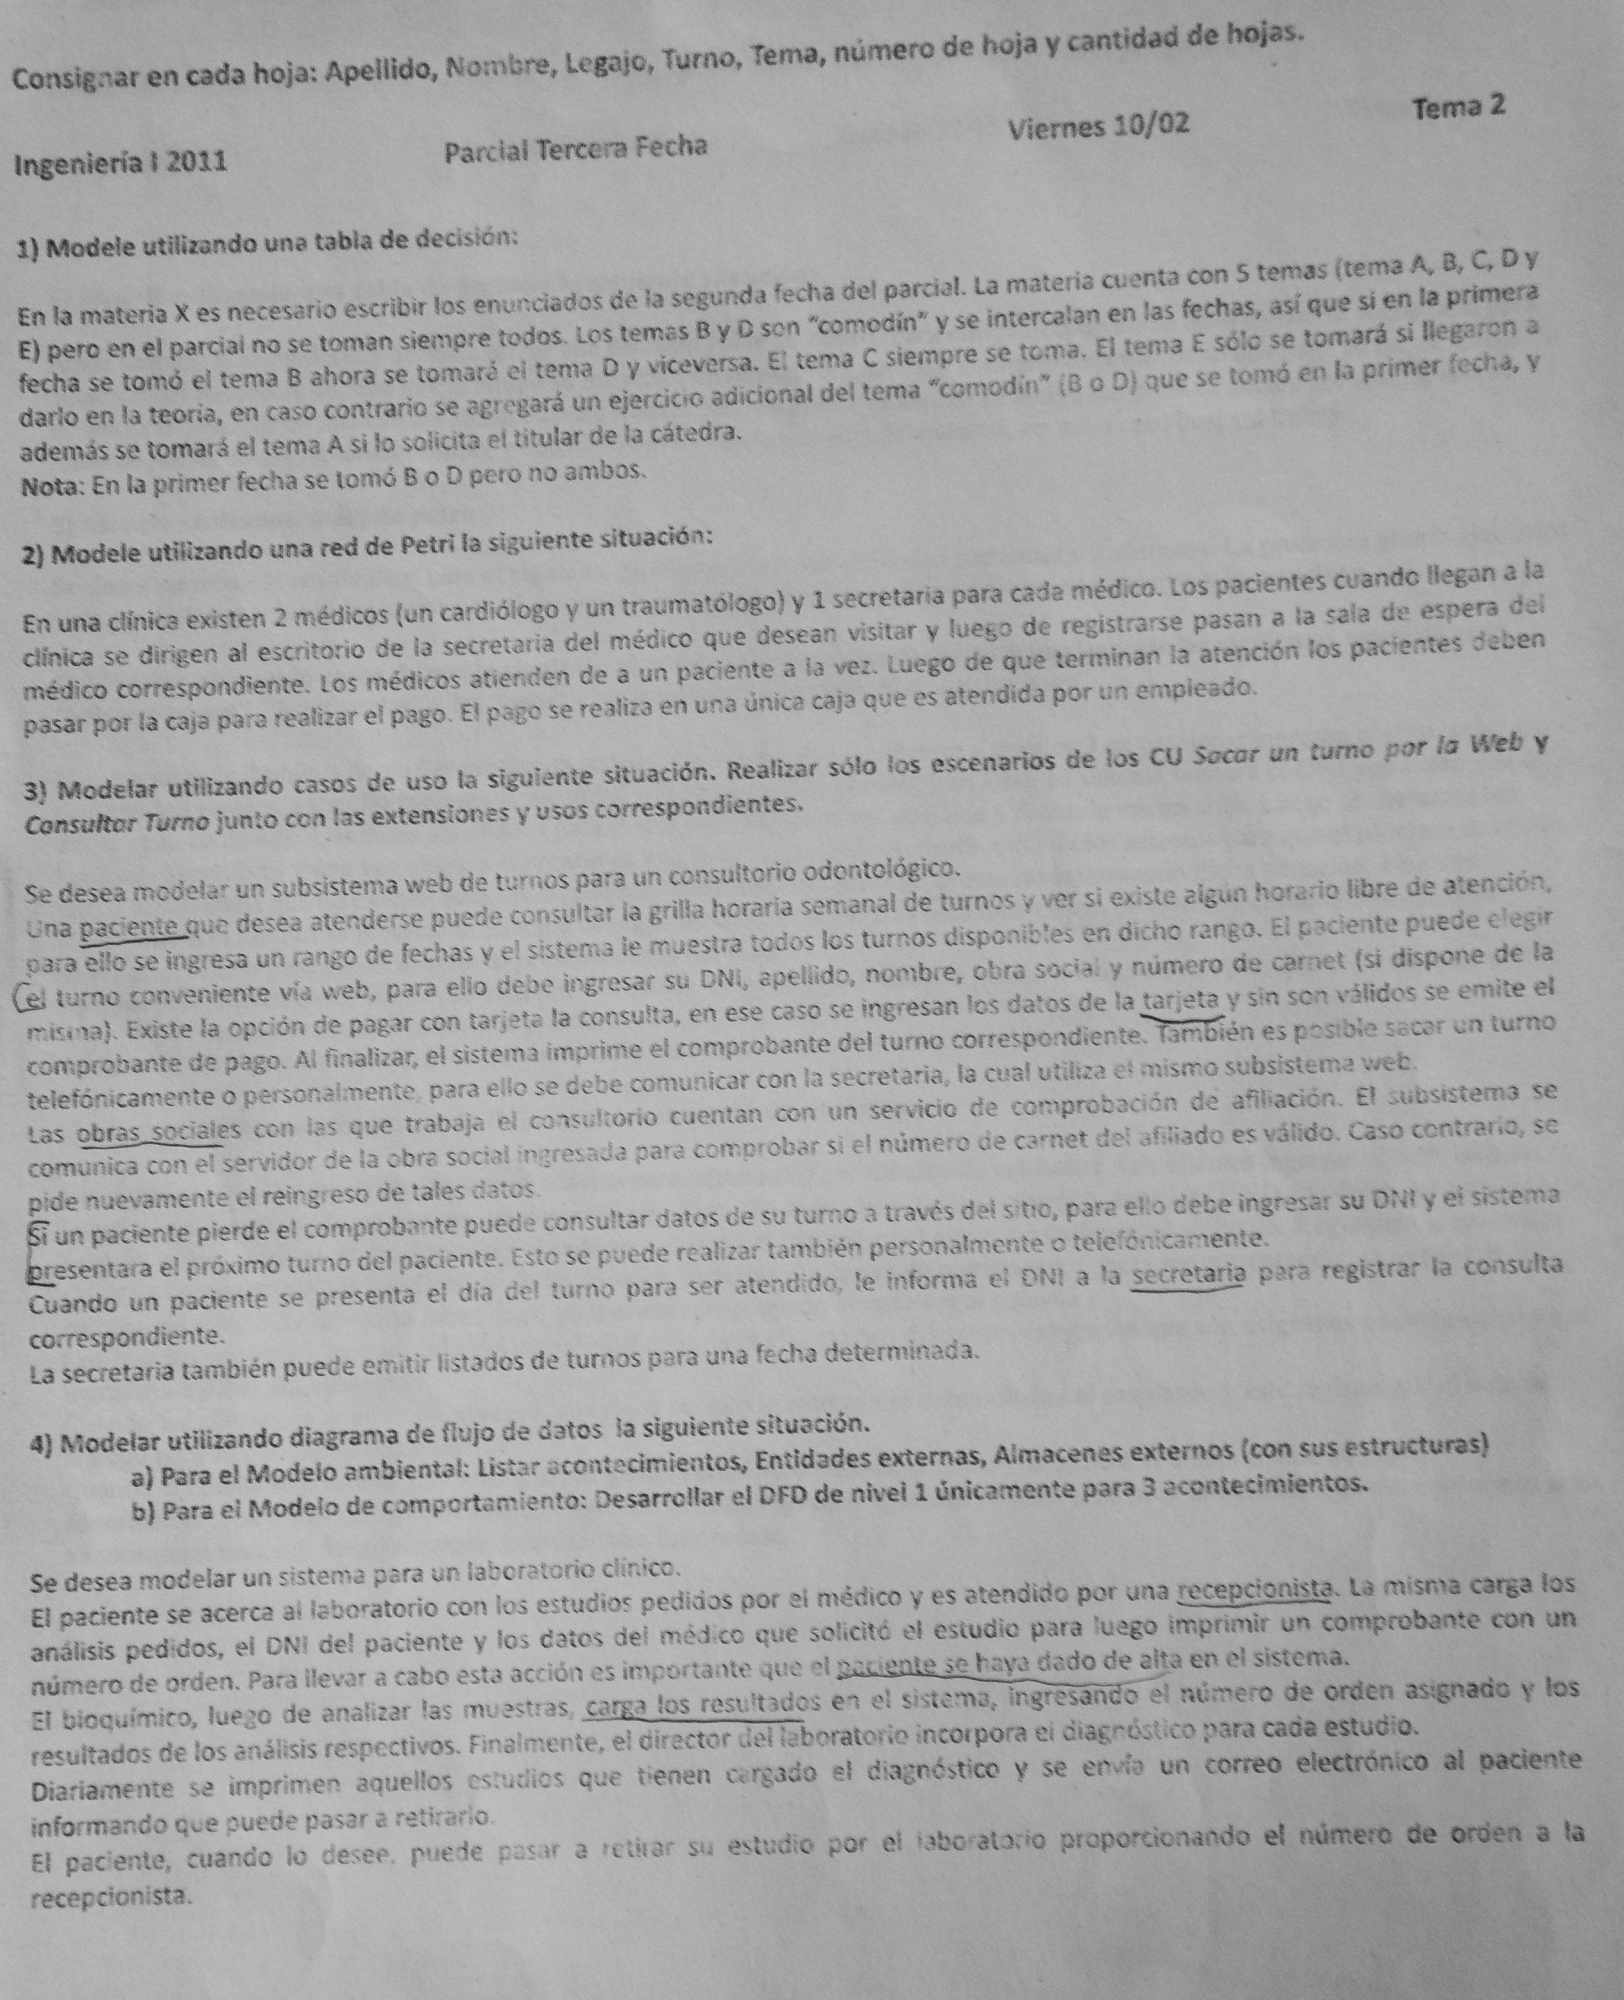 Consignar en cada hoja: Apellido, Nombre, Legajo, Turno, Tema, número de hoja y cantidad de hojas.
Ingeniería I 2011 Parcial Tercera Fecha Viernes 10/02 Tema 2
1) Modele utilizando una tabla de decisión:
En la materia X es necesario escribir los enunciados de la segunda fecha del parcial. La materia cuenta con 5 temas (tema A, B, C, D y
E) pero en el parcial no se toman siempre todos. Los temas B y D son "comodín" y se intercalan en las fechas, así que si en la primera
fecha se tomó el tema B ahora se tomará el tema D y viceversa. El tema C siempre se toma. El tema E sólo se tomará si llegaron a
darlo en la teoría, en caso contrario se agregará un ejercicio adicional del tema "comodín" (B o D) que se tomó en la primer fecha, y
además se tomará el tema A si lo solicita el titular de la cátedra.
Nota: En la primer fecha se tomó B o D pero no ambos.
2) Modele utilizando una red de Petri la siguiente situación:
En una clínica existen 2 médicos (un cardiólogo y un traumatólogo) y 1 secretaria para cada médico. Los pacientes cuando llegan a la
clínica se dirigen al escritorio de la secretaria del médico que desean visitar y luego de registrarse pasan a la sala de espera del
médico correspondiente. Los médicos atienden de a un paciente a la vez. Luego de que terminan la atención los pacientes deben
pasar por la caja para realizar el pago. El pago se realiza en una única caja que es atendida por un empleado.
3) Modelar utilizando casos de uso la siguiente situación. Realizar sólo los escenarios de los CU Sacar un turno por la Web y
Consultar Turno junto con las extensiones y usos correspondientes.
Se desea modelar un subsistema web de turnos para un consultorio odontológico.
Una paciente que desea atenderse puede consultar la grilla horaria semanal de turnos y ver si existe algún horario libre de atención,
para ello se ingresa un rango de fechas y el sistema le muestra todos los turnos disponibles en dicho rango. El paciente puede elegir
el turno conveniente vía web, para ello debe ingresar su DNI, apellido, nombre, obra social y número de carnet (si dispone de la
misma). Existe la opción de pagar con tarjeta la consulta, en ese caso se ingresan los datos de la tarjeta y sin son válidos se emite el
comprobante de pago. Al finalizar, el sistema imprime el comprobante del turno correspondiente. También es posible sacar un turno
telefónicamente o personalmente, para ello se debe comunicar con la secretaria, la cual utiliza el mismo subsistema web.
Las obras sociales con las que trabaja el consultorio cuentan con un servicio de comprobación de afiliación. El subsistema se
comunica con el servidor de la obra social ingresada para comprobar si el número de carnet del afiliado es válido. Caso contrario, se
pide nuevamente el reingreso de tales datos.
Si un paciente pierde el comprobante puede consultar datos de su turno a través del sitio, para ello debe ingresar su DNI y el sistema
presentara el próximo turno del paciente. Esto se puede realizar también personalmente o telefónicamente.
Cuando un paciente se presenta el día del turno para ser atendido, le informa el DNI a la secretaria para registrar la consulta
correspondiente.
La secretaria también puede emitir listados de turnos para una fecha determinada.
4) Modelar utilizando diagrama de flujo de datos la siguiente situación.
a) Para el Modelo ambiental: Listar acontecimientos, Entidades externas, Almacenes externos (con sus estructuras)
b) Para el Modelo de comportamiento: Desarrollar el DFD de nivel 1 únicamente para 3 acontecimientos.
Se desea modelar un sistema para un laboratorio clínico.
El paciente se acerca al laboratorio con los estudios pedidos por el médico y es atendido por una recepcionista. La misma carga los
análisis pedidos, el DNI del paciente y los datos del médico que solicitó el estudio para luego imprimir un comprobante con un
número de orden. Para llevar a cabo esta acción es importante que el paciente se haya dado de alta en el sistema.
El bioquímico, luego de analizar las muestras, carga los resultados en el sistema, ingresando el número de orden asignado y los
resultados de los análisis respectivos. Finalmente, el director del laboratorio incorpora el diagnóstico para cada estudio.
Diariamente se imprimen aquellos estudios que tienen cargado el diagnóstico y se envía un correo electrónico al paciente
informando que puede pasar a retirarlo.
El paciente, cuando lo desee, puede pasar a retirar su estudio por el laboratorio proporcionando el número de orden a la
recepcionista.